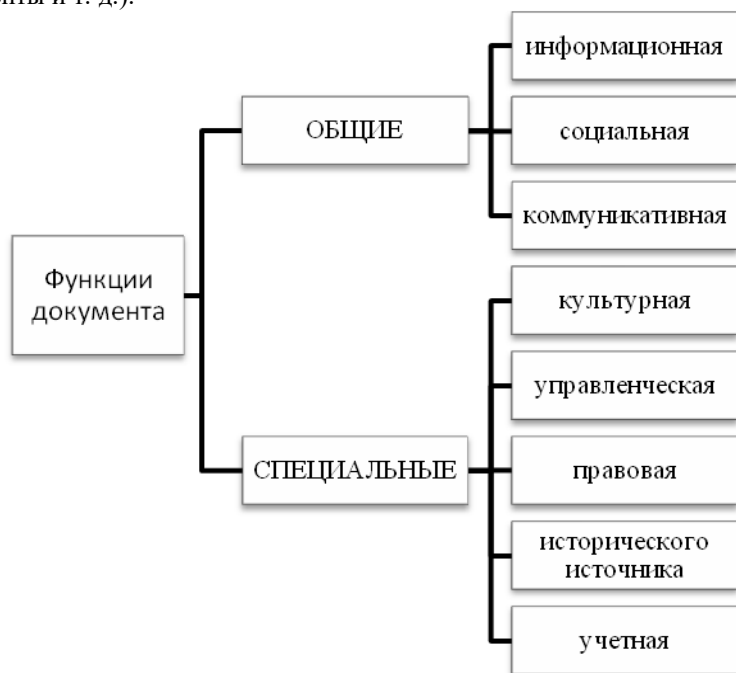 и т. д.).
информационная
ОБЩИЕ
социальная
коммуникативная
Функции
документа
культурная
управленческая
СПЕЦИАЛЬНЫЕ
правовая
исторического
источника
учетная